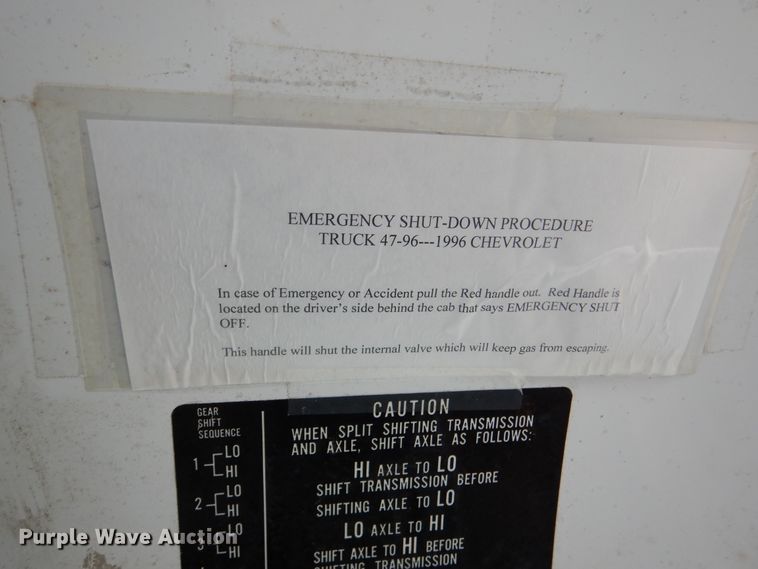 EMERGENCY SHUT-DOWN PROCEDURE
TRUCK 47-96---1996 CHEVROLET
In case of Emergency or Accident pull the Red handle out. Red Handle is
located on the driver's side behind the cab that says EMERGENCY SHUT
OFF.
This handle will shut the internal valve which will keep gas from escaping.
GEAR
SHIFT
SEQUENCE
1 LO
HI
2 LO
HI
3 LO
HI
CAUTION
WHEN SPLIT SHIFTING TRANSMISSION
AND AXLE, SHIFT AXLE AS FOLLOWS:
HI AXLE TO LO
SHIFT TRANSMISSION BEFORE
SHIFTING AXLE TO LO
LO AXLE TO HI
SHIFT AXLE TO HI BEFORE
SHIFTING TRANSMISSION
Purple Wave Auction